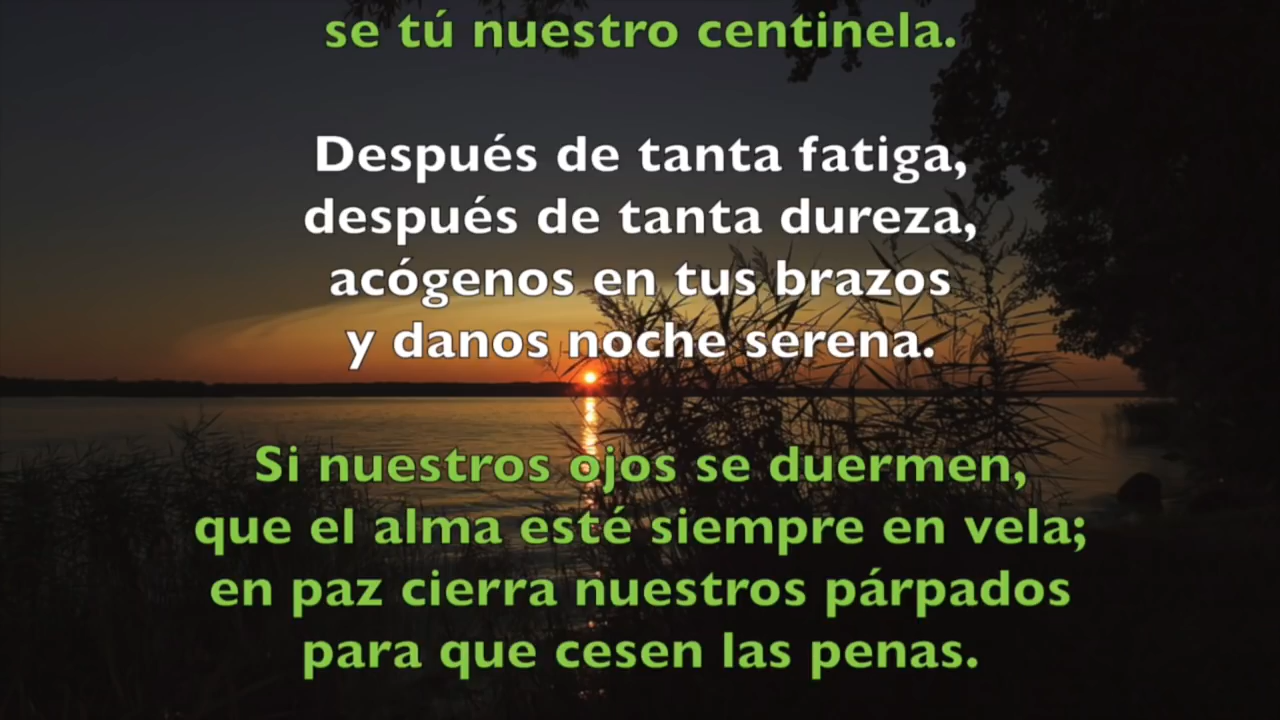 se tú nuestro centinela.
Después de tanta fatiga,
después de tanta dureza,
acógenos en tus brazos
y danos noche serena.
Si nuestros ojos se duermen,
que el alma esté siempre en vela;
en paz cierra nuestros párpados
para que cesen las penas.